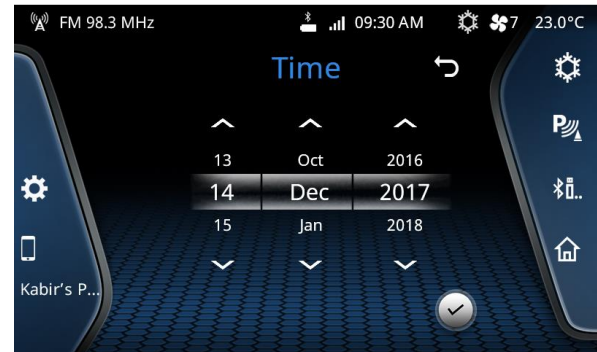 FM 98.3 MHz 09:30 AM 7 23.0°C
Time
13 Oct 2016
14 Dec 2017
15 Jan 2018
P
ⁱ..
Kabir's P...